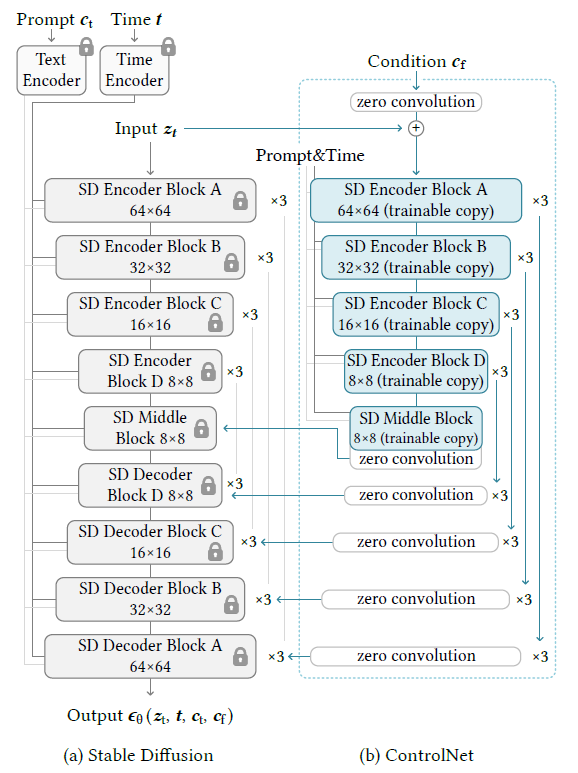 Prompt cₜ
Time t
Text
Encoder
Time
Encoder
Input zₜ
SD Encoder Block A
64×64
×3
SD Encoder Block B
32×32
×3
SD Encoder Block C
16×16
×3
SD Encoder
Block D 8×8
×3
SD Middle
Block 8×8
SD Decoder
Block D 8×8
×3
SD Decoder Block C
16×16
×3
SD Decoder Block B
32×32
×3
SD Decoder Block A
64×64
×3
Output ϵθ(zₜ, t, cₜ, c_f)
(a) Stable Diffusion
Condition c_f
zero convolution
+
Prompt&Time
SD Encoder Block A
64×64 (trainable copy)
×3
SD Encoder Block B
32×32 (trainable copy)
×3
SD Encoder Block C
16×16 (trainable copy)
×3
SD Encoder Block D
8×8 (trainable copy)
×3
SD Middle Block
8×8 (trainable copy)
zero convolution
zero convolution
×3
zero convolution
×3
zero convolution
×3
zero convolution
×3
(b) ControlNet